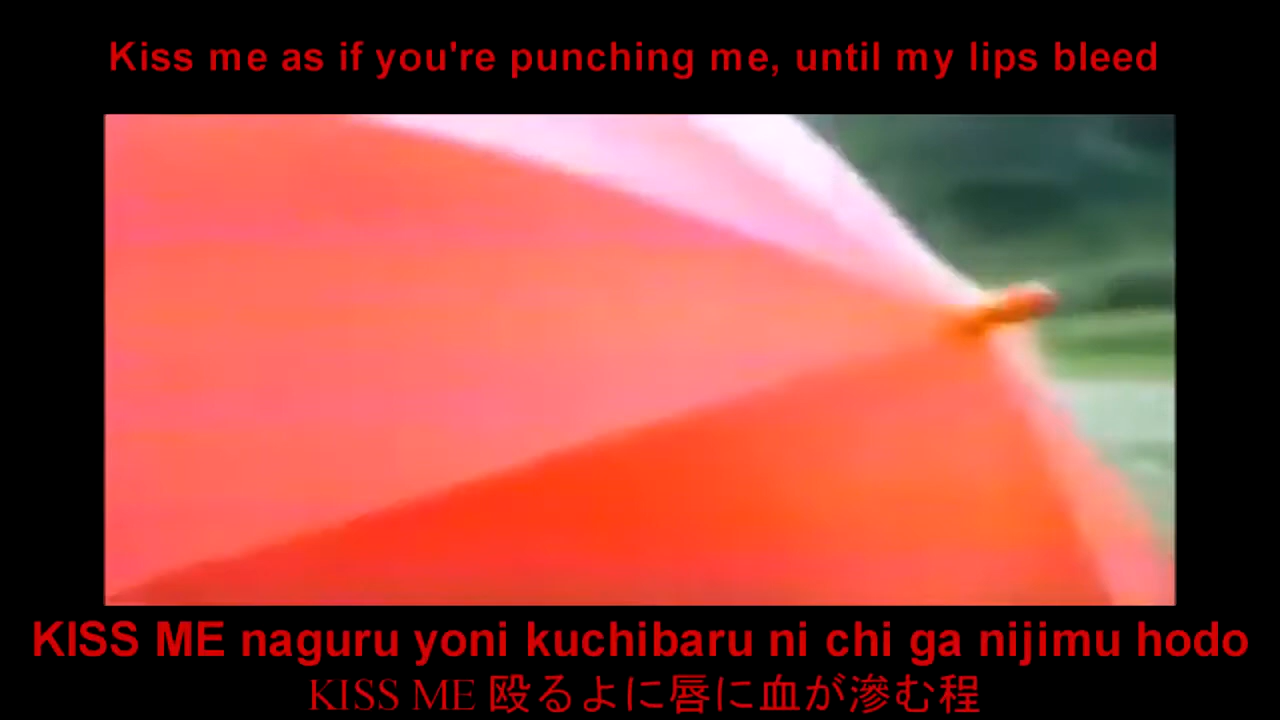 Kiss me as if you're punching me, until my lips bleed
KISS ME naguru yoni kuchibaru ni chi ga nijimu hodo
KISS ME 殴るよに唇に血が滲む程